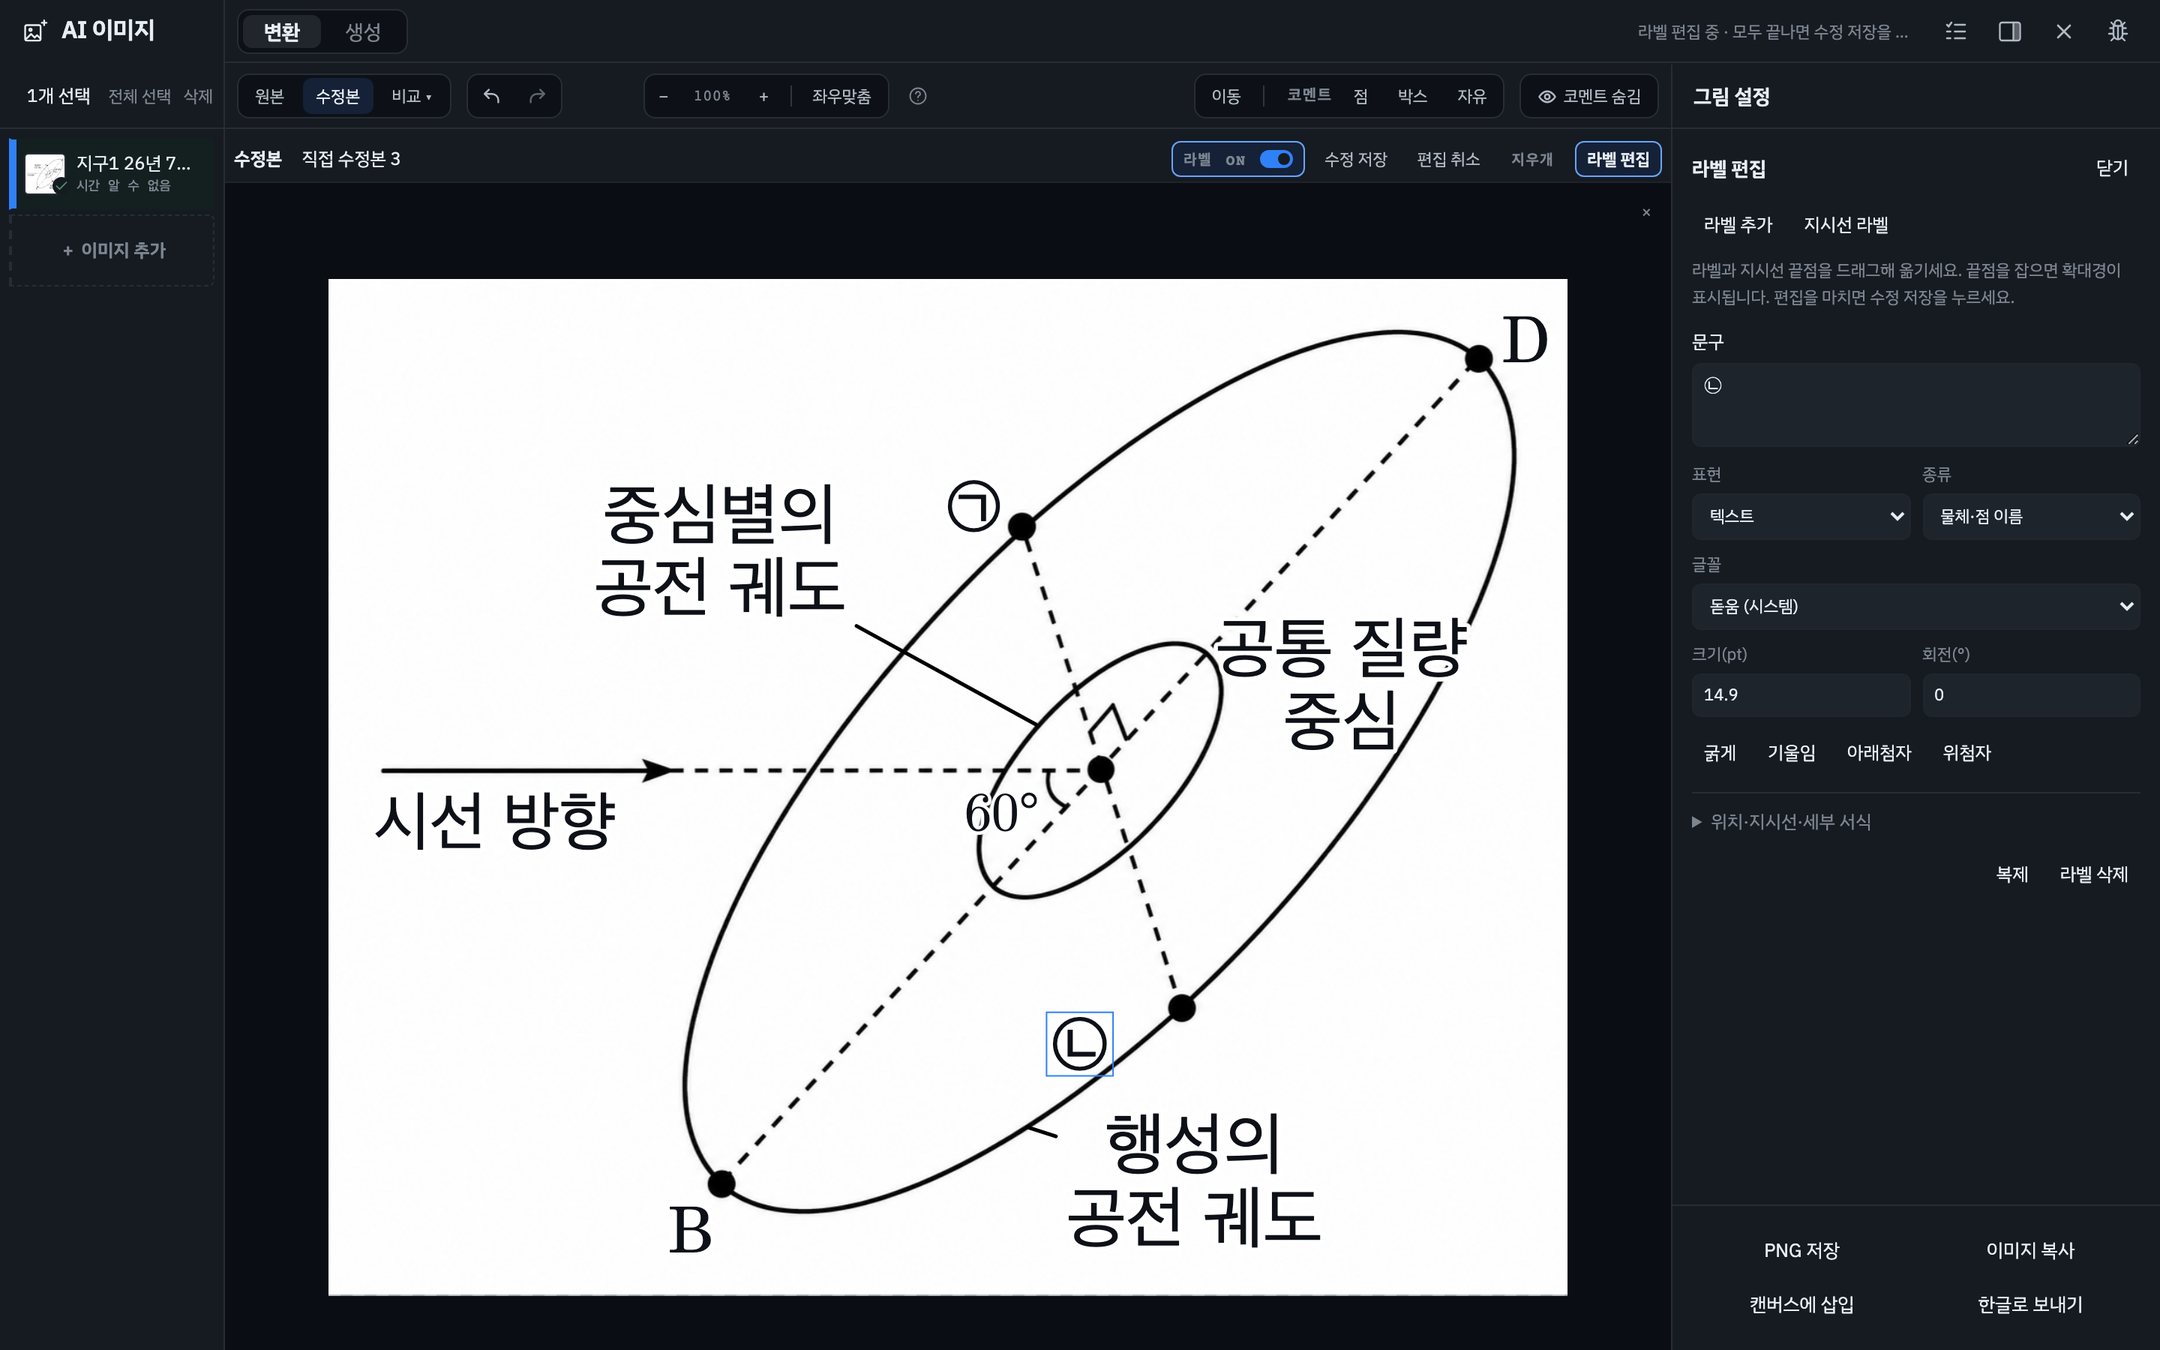 AI 이미지
변환
생성
라벨 편집 중 · 모두 끝나면 수정 저장을 ...
1개 선택
전체 선택
삭제
원본
수정본
비교 ▾
− 100% +
좌우맞춤
이동
코멘트
점
박스
자유
코멘트 숨김
그림 설정
지구1 26년 7...
시간 알 수 없음
+ 이미지 추가
수정본
직접 수정본 3
라벨 ON
수정 저장
편집 취소
지우개
라벨 편집
D
㉠
중심별의
공전 궤도
공통 질량
중심
시선 방향
60°
㉡
행성의
공전 궤도
B
라벨 편집
닫기
라벨 추가
지시선 라벨
라벨과 지시선 끝점을 드래그해 옮기세요. 끝점을 잡으면 확대경이
표시됩니다. 편집을 마치면 수정 저장을 누르세요.
문구
㉡
표현
종류
텍스트
물체·점 이름
글꼴
돋움 (시스템)
크기(pt)
회전(°)
14.9
0
굵게
기울임
아래첨자
위첨자
▶ 위치·지시선·세부 서식
복제
라벨 삭제
PNG 저장
이미지 복사
캔버스에 삽입
한글로 보내기